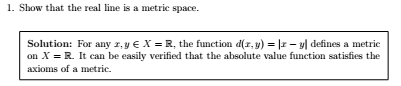 1. Show that the real line is a metric space.
Solution: For any x, y ∈ X = ℝ, the function d(x, y) = |x − y| defines a metric
on X = ℝ. It can be easily verified that the absolute value function satisfies the
axioms of a metric.